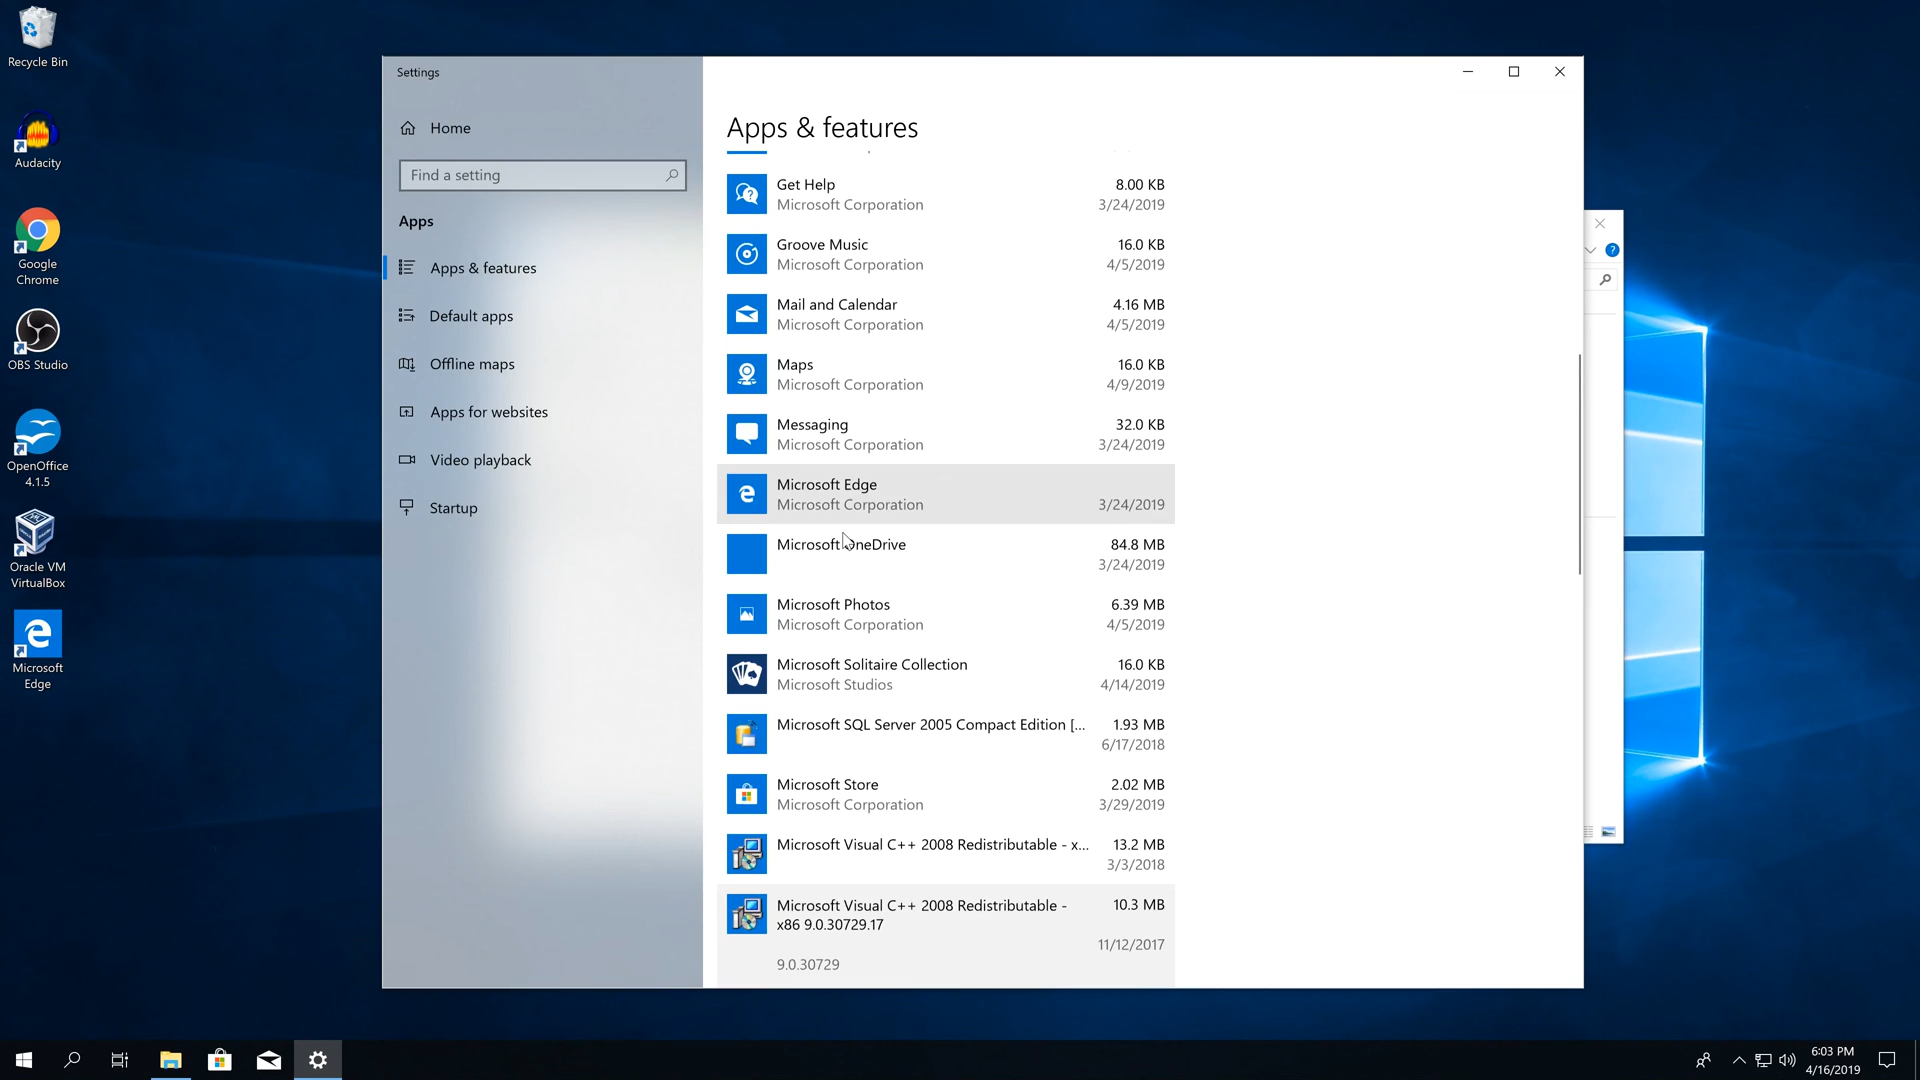 Recycle Bin
Audacity
Google
Chrome
OBS Studio
OpenOffice
4.1.5
Oracle VM
VirtualBox
Microsoft
Edge
Settings
Home
Find a setting
Apps
Apps & features
Default apps
Offline maps
Apps for websites
Video playback
Startup
Apps & features
Get Help
8.00 KB
Microsoft Corporation
3/24/2019
Groove Music
16.0 KB
Microsoft Corporation
4/5/2019
Mail and Calendar
4.16 MB
Microsoft Corporation
4/5/2019
Maps
16.0 KB
Microsoft Corporation
4/9/2019
Messaging
32.0 KB
Microsoft Corporation
3/24/2019
Microsoft Edge
Microsoft Corporation
3/24/2019
Microsoft OneDrive
84.8 MB
3/24/2019
Microsoft Photos
6.39 MB
Microsoft Corporation
4/5/2019
Microsoft Solitaire Collection
16.0 KB
Microsoft Studios
4/14/2019
Microsoft SQL Server 2005 Compact Edition [...
1.93 MB
6/17/2018
Microsoft Store
2.02 MB
Microsoft Corporation
3/29/2019
Microsoft Visual C++ 2008 Redistributable - x...
13.2 MB
3/3/2018
Microsoft Visual C++ 2008 Redistributable -
x86 9.0.30729.17
10.3 MB
11/12/2017
9.0.30729
6:03 PM
4/16/2019